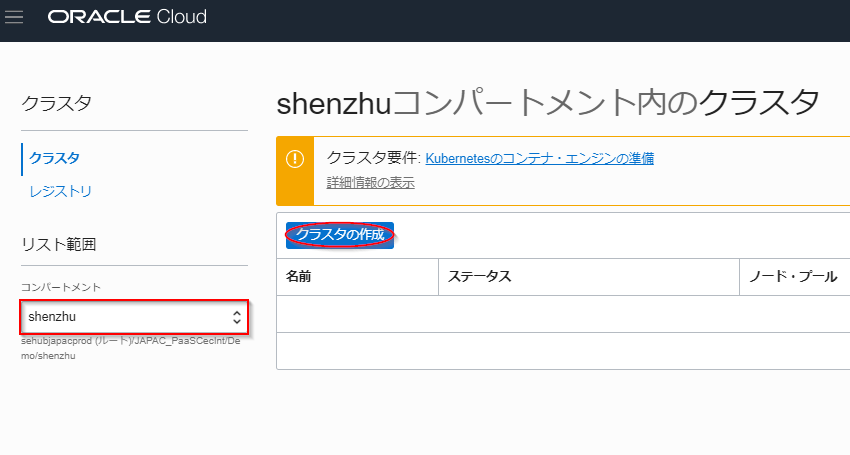 ORACLE Cloud
クラスタ
クラスタ
レジストリ
リスト範囲
コンパートメント
shenzhu
sehubjapacprod (ルート)/JAPAC_PaaSCecInt/De
mo/shenzhu
shenzhuコンパートメント内のクラスタ
クラスタ要件: Kubernetesのコンテナ・エンジンの準備
詳細情報の表示
クラスタの作成
名前 ステータス ノード・プール